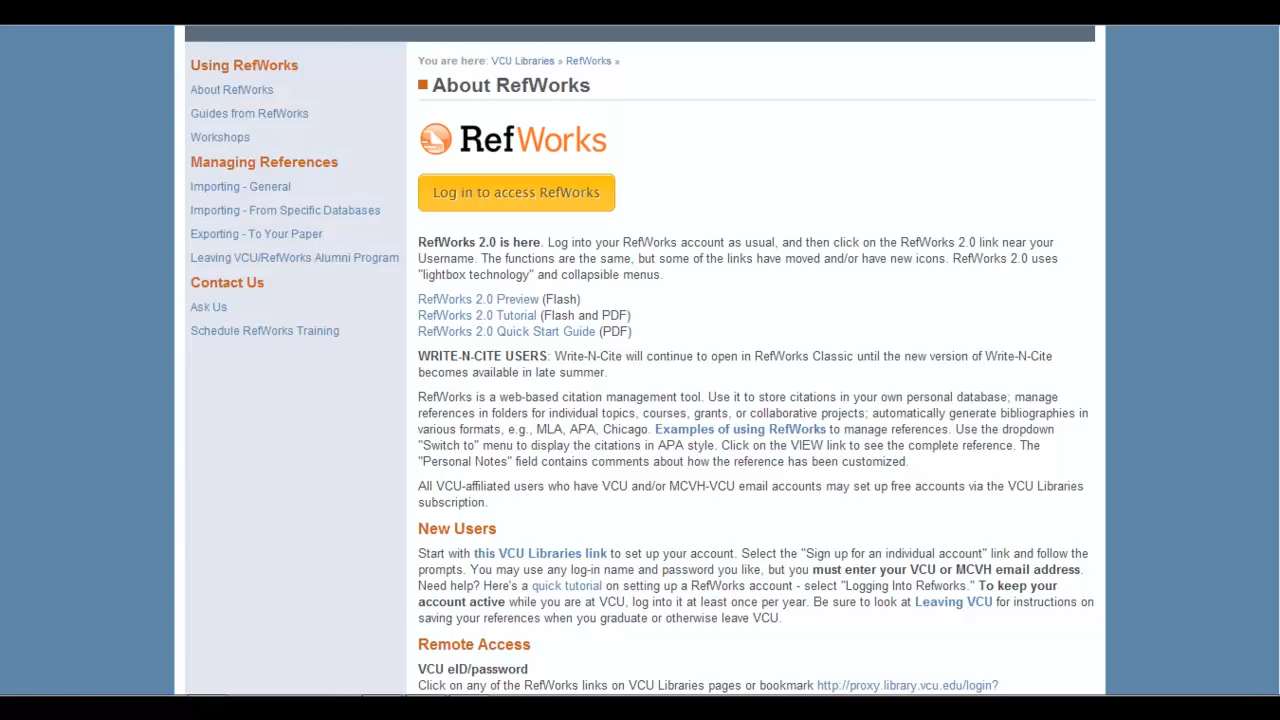 Using RefWorks
About RefWorks
Guides from RefWorks
Workshops
Managing References
Importing - General
Importing - From Specific Databases
Exporting - To Your Paper
Leaving VCU/RefWorks Alumni Program
Contact Us
Ask Us
Schedule RefWorks Training
You are here: VCU Libraries » RefWorks »
About RefWorks
RefWorks
Log in to access RefWorks
RefWorks 2.0 is here. Log into your RefWorks account as usual, and then click on the RefWorks 2.0 link near your
Username. The functions are the same, but some of the links have moved and/or have new icons. RefWorks 2.0 uses
"lightbox technology" and collapsible menus.
RefWorks 2.0 Preview (Flash)
RefWorks 2.0 Tutorial (Flash and PDF)
RefWorks 2.0 Quick Start Guide (PDF)
WRITE-N-CITE USERS: Write-N-Cite will continue to open in RefWorks Classic until the new version of Write-N-Cite
becomes available in late summer.
RefWorks is a web-based citation management tool. Use it to store citations in your own personal database; manage
references in folders for individual topics, courses, grants, or collaborative projects; automatically generate bibliographies in
various formats, e.g., MLA, APA, Chicago. Examples of using RefWorks to manage references. Use the dropdown
"Switch to" menu to display the citations in APA style. Click on the VIEW link to see the complete reference. The
"Personal Notes" field contains comments about how the reference has been customized.
All VCU-affiliated users who have VCU and/or MCVH-VCU email accounts may set up free accounts via the VCU Libraries
subscription.
New Users
Start with this VCU Libraries link to set up your account. Select the "Sign up for an individual account" link and follow the
prompts. You may use any log-in name and password you like, but you must enter your VCU or MCVH email address.
Need help? Here's a quick tutorial on setting up a RefWorks account - select "Logging Into Refworks." To keep your
account active while you are at VCU, log into it at least once per year. Be sure to look at Leaving VCU for instructions on
saving your references when you graduate or otherwise leave VCU.
Remote Access
VCU eID/password
Click on any of the RefWorks links on VCU Libraries pages or bookmark http://proxy.library.vcu.edu/login?